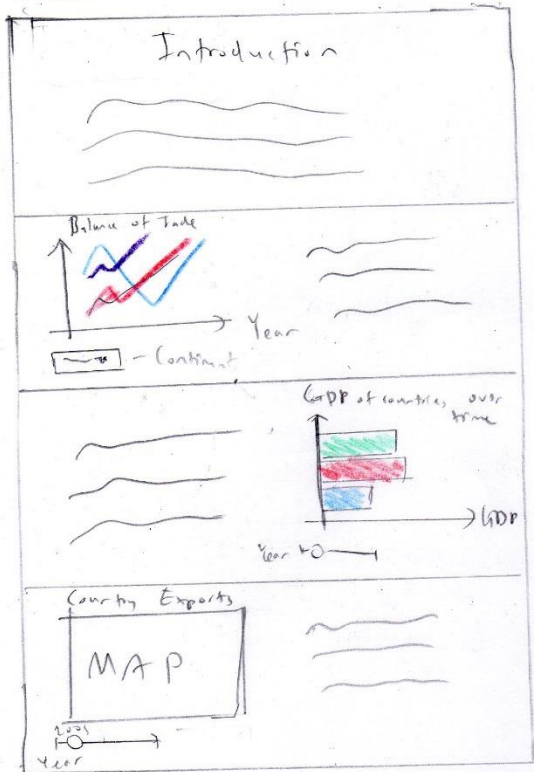 Introduction
Balance of Trade
Year
- Continent
GDP of countries over
time
GDP
Year
Country Exports
MAP
2005
Year